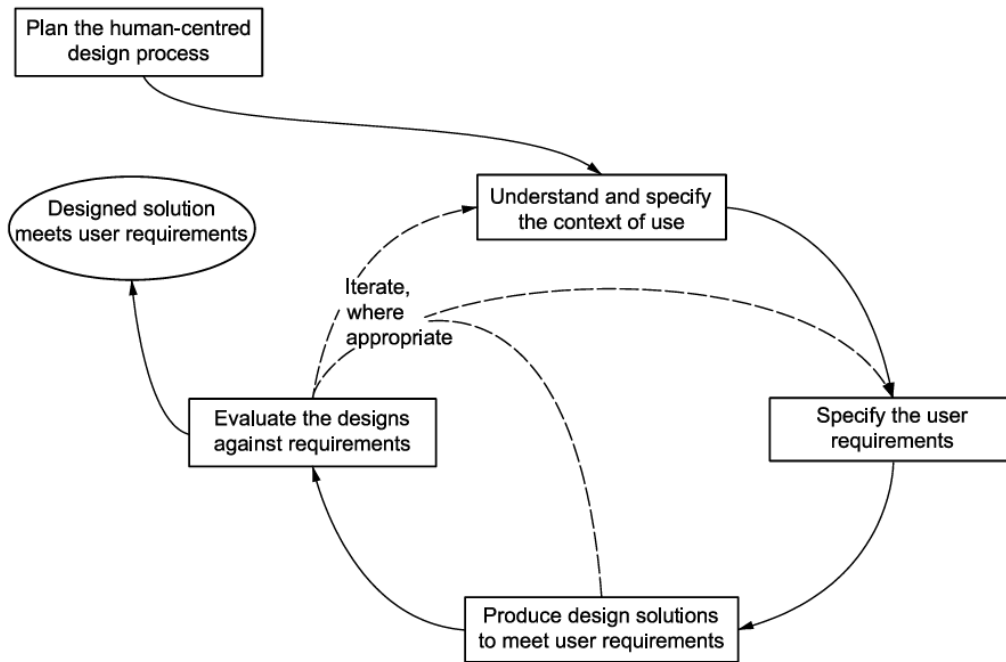 Plan the human-centred
design process
Understand and specify
the context of use
Designed solution
meets user requirements
Iterate,
where
appropriate
Evaluate the designs
against requirements
Specify the user
requirements
Produce design solutions
to meet user requirements